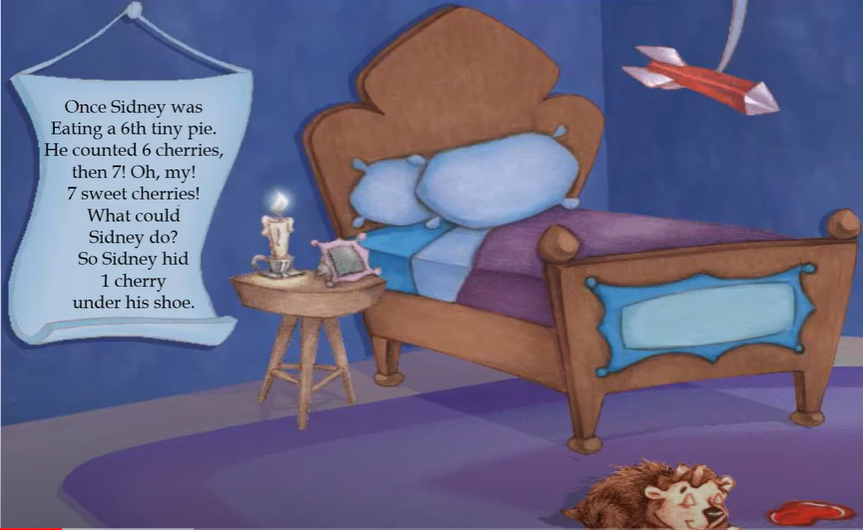 Once Sidney was
Eating a 6th tiny pie.
He counted 6 cherries,
then 7! Oh, my!
7 sweet cherries!
What could
Sidney do?
So Sidney hid
1 cherry
under his shoe.